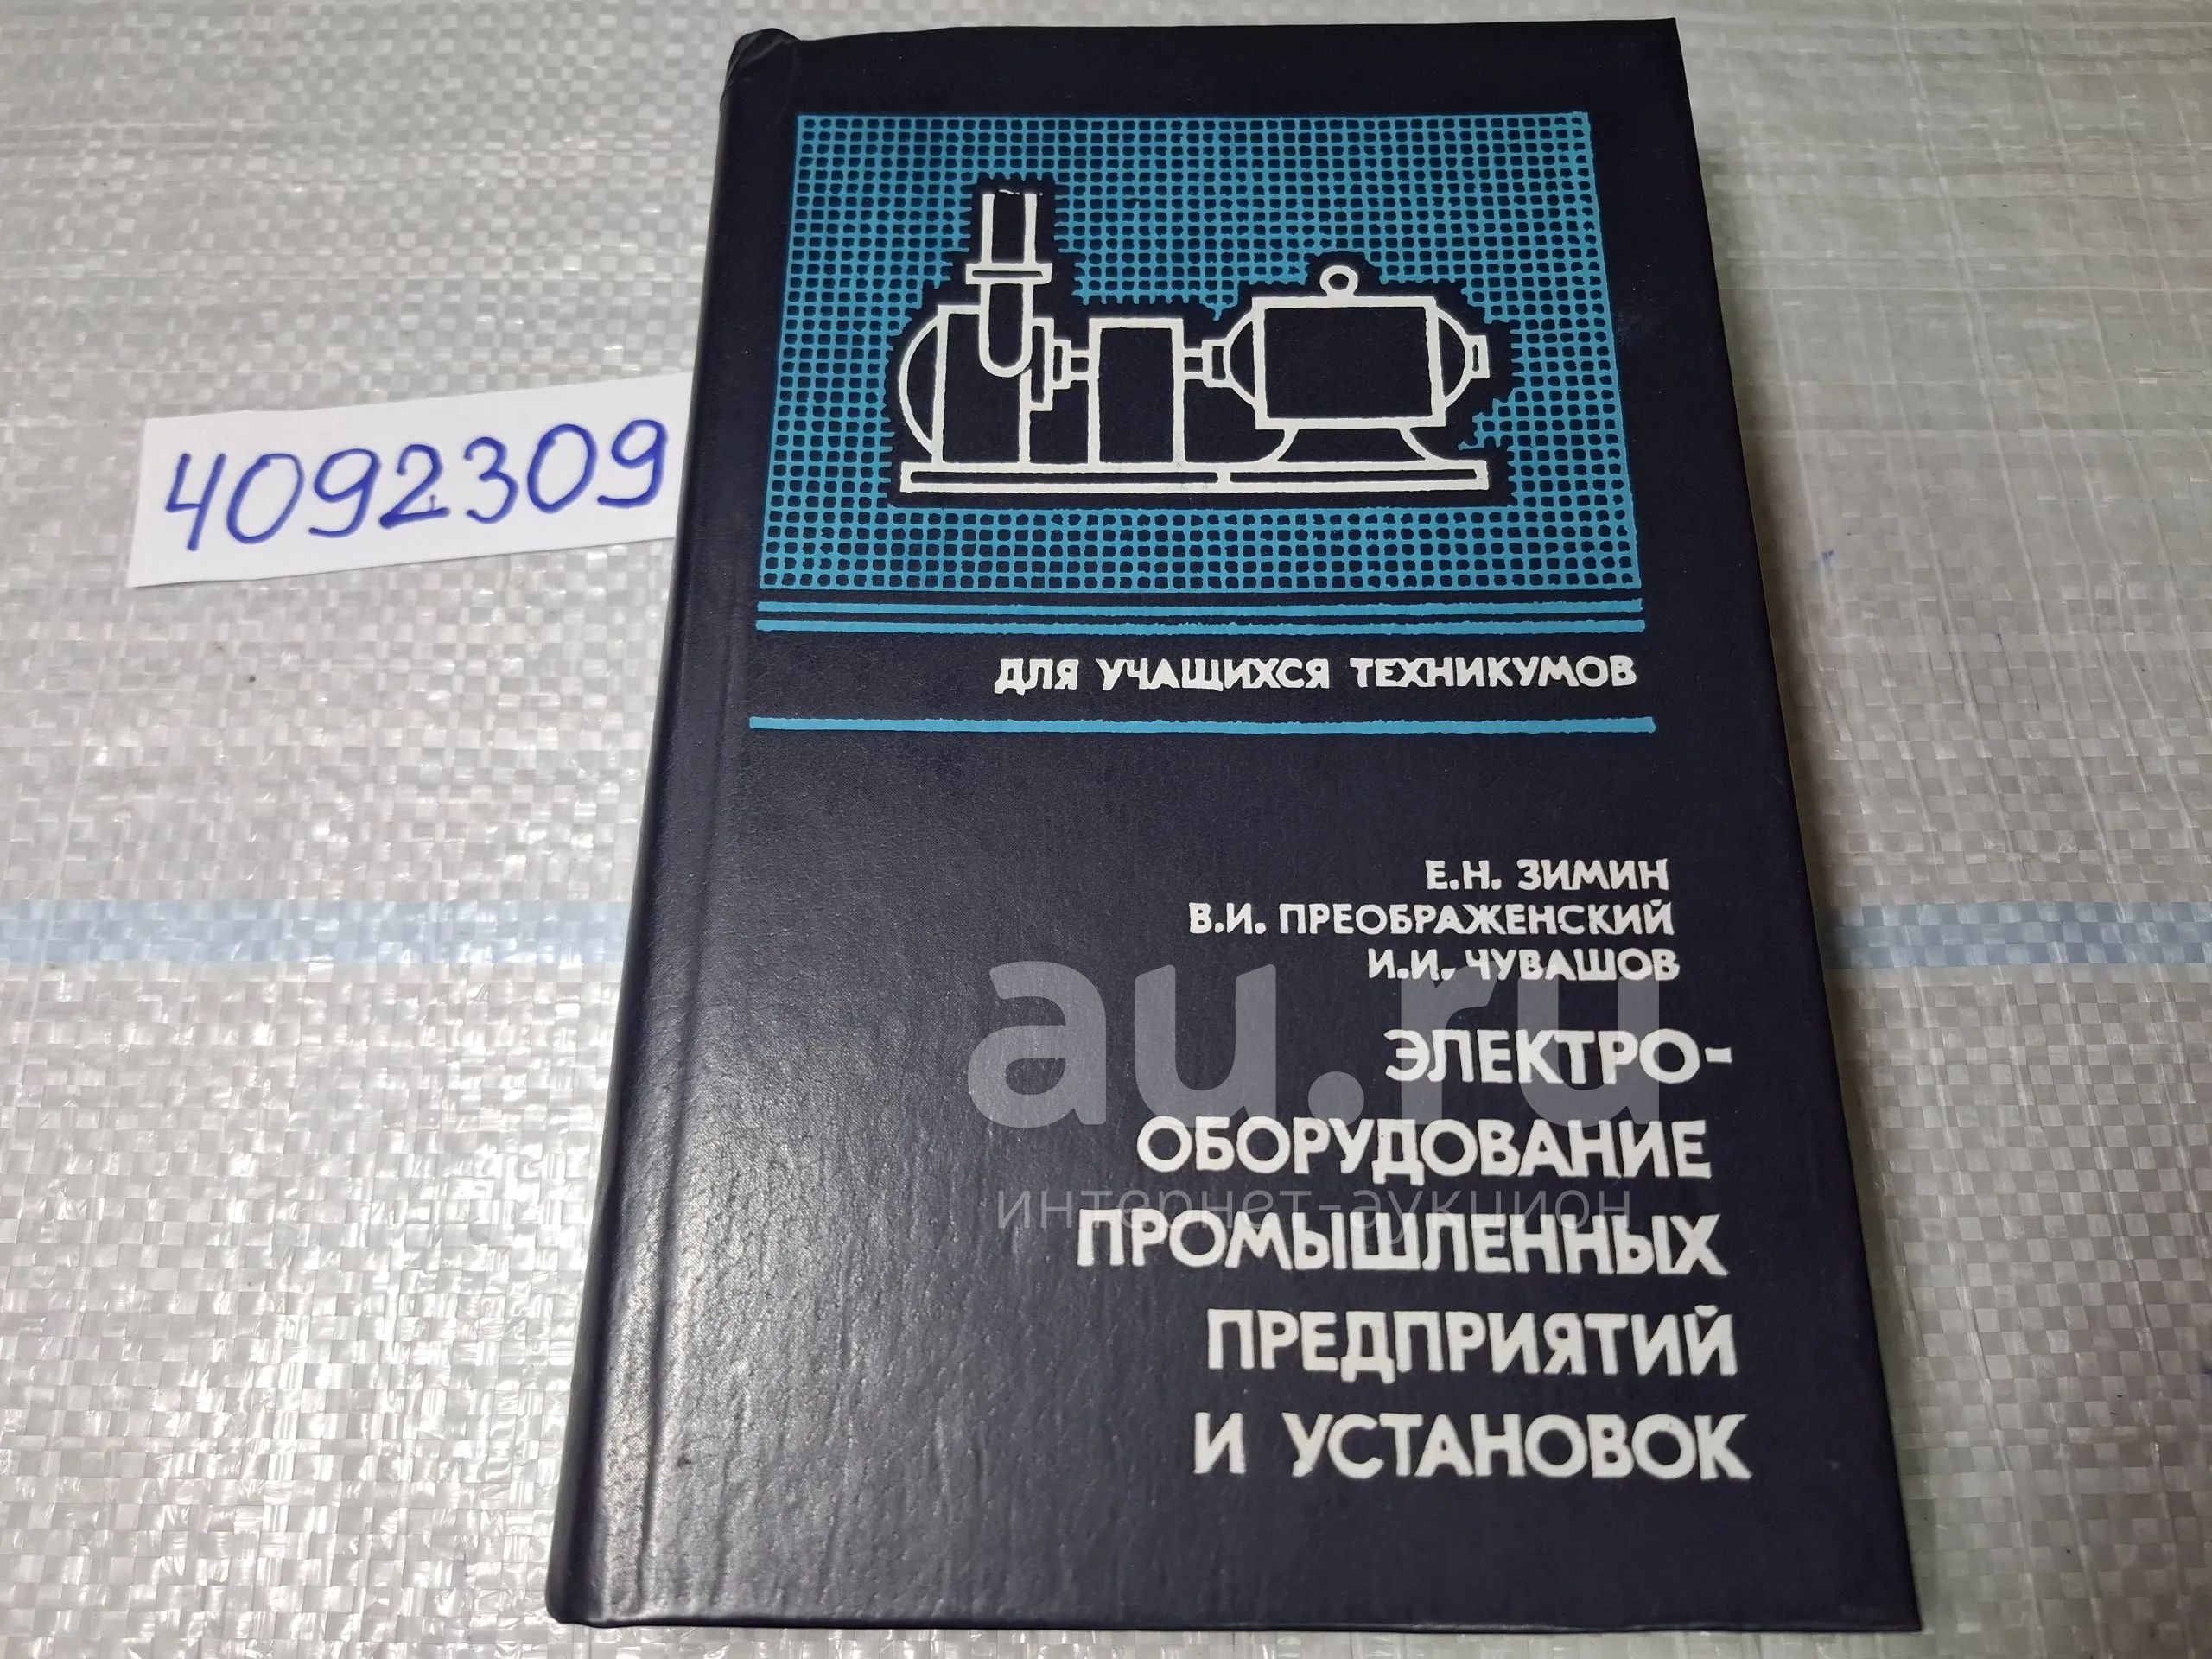 4092309
ДЛЯ УЧАЩИХСЯ ТЕХНИКУМОВ
Е.Н. ЗИМИН
В.И. ПРЕОБРАЖЕНСКИЙ
И.И. ЧУВАШОВ
au.ru
ЭЛЕКТРО-
ОБОРУДОВАНИЕ
интернет-аукцион
ПРОМЫШЛЕННЫХ
ПРЕДПРИЯТИЙ
И УСТАНОВОК